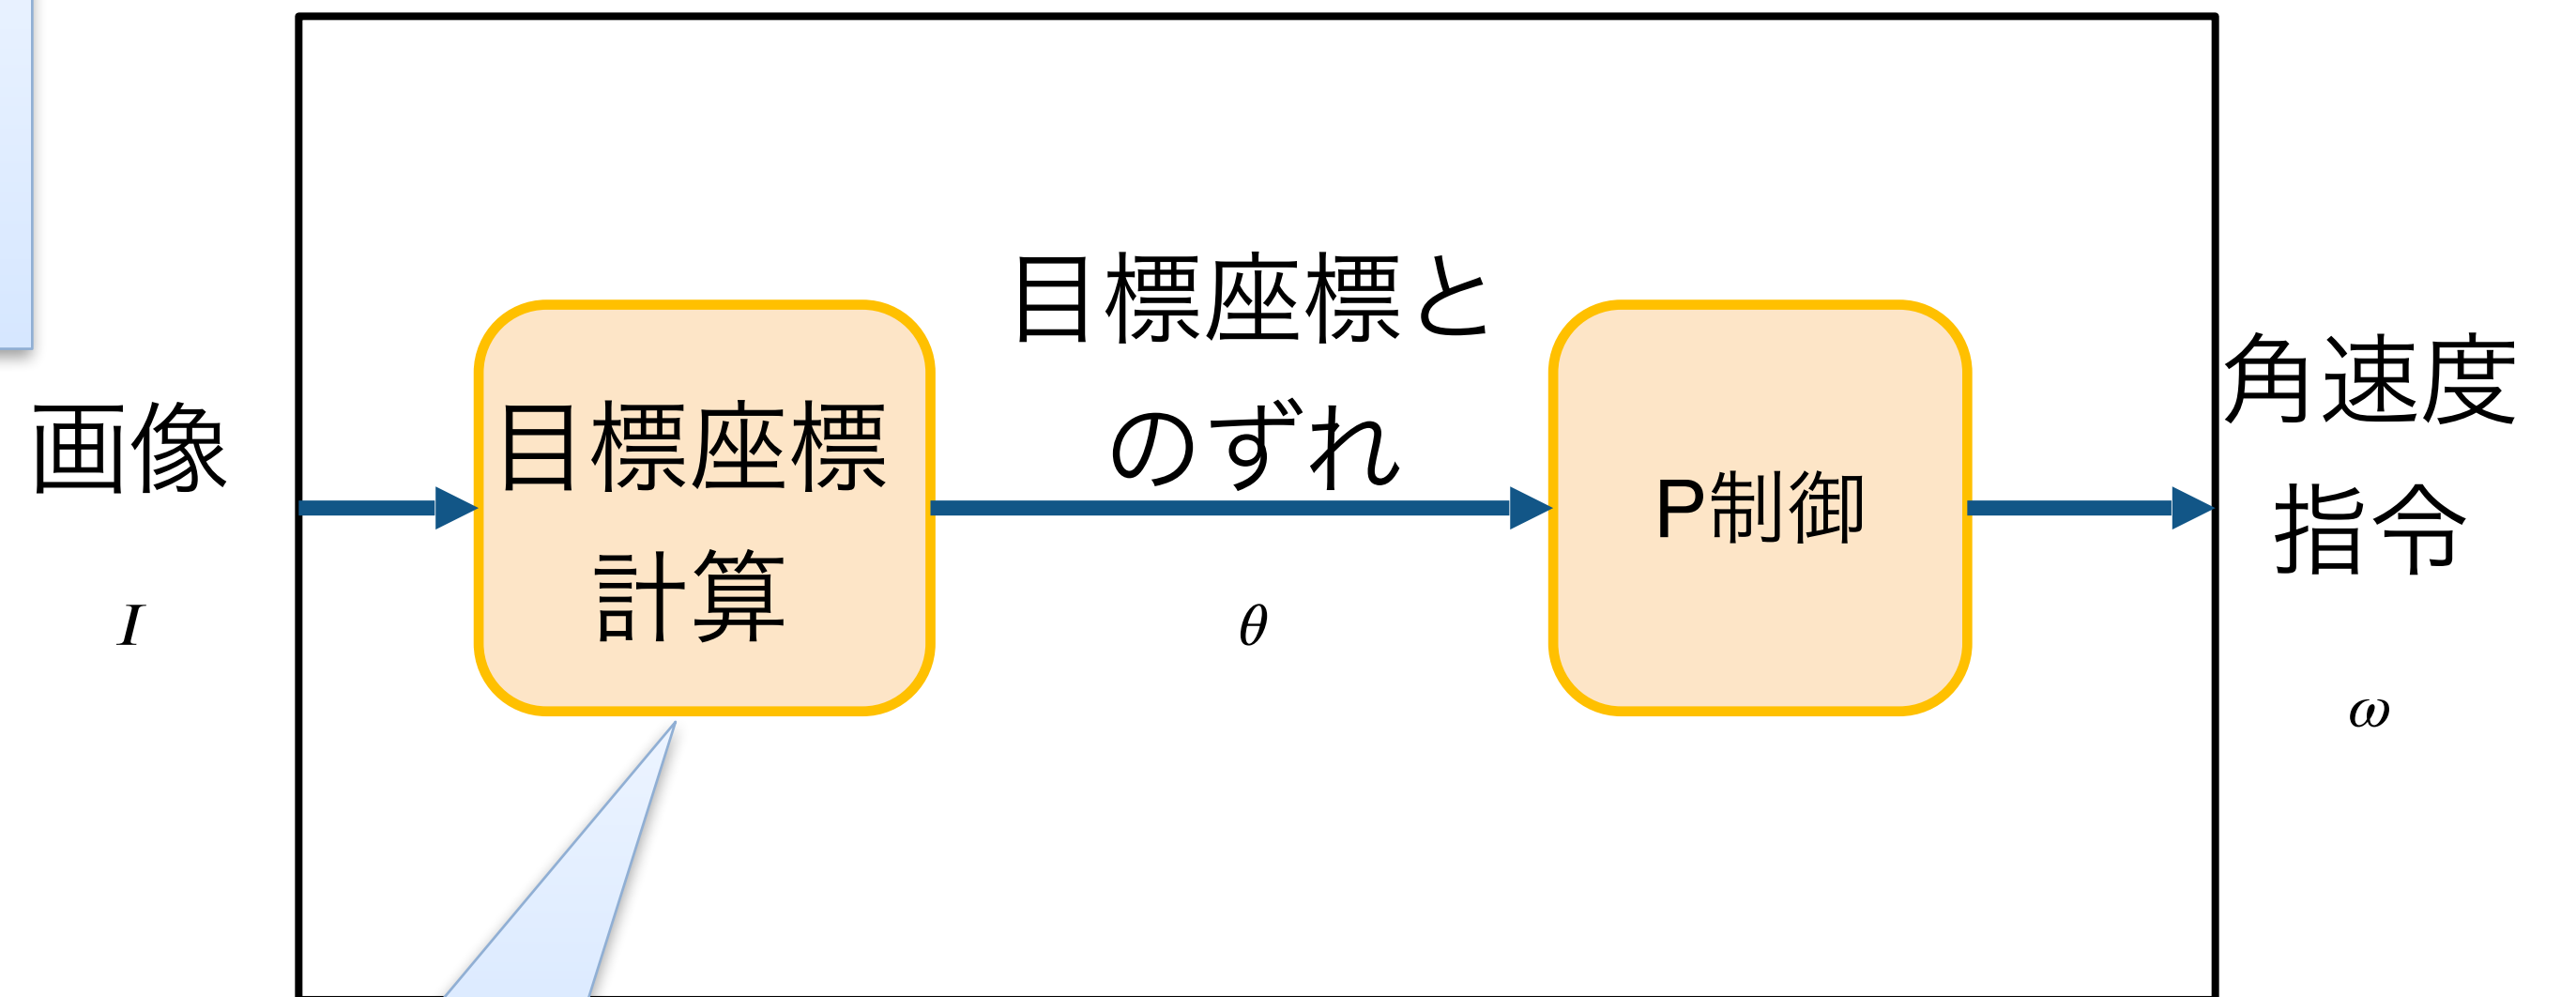 画像
I
目標座標
計算
目標座標と
のずれ
θ
P制御
角速度
指令
ω